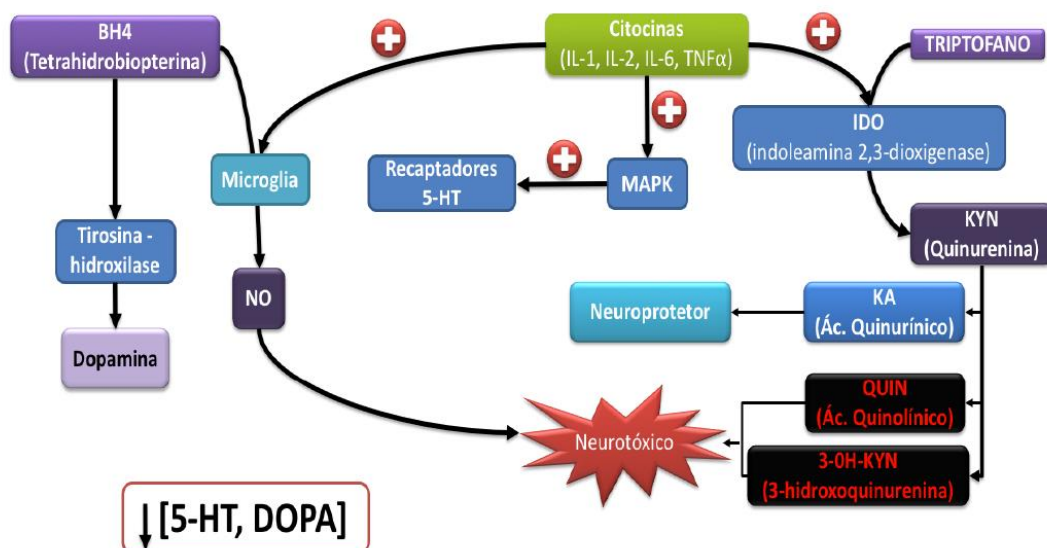 BH4
(Tetrahidrobiopterina)
Citocinas
(IL-1, IL-2, IL-6, TNFα)
TRIPTOFANO
IDO
(indoleamina 2,3-dioxigenase)
Microglia
Recaptadores
5-HT
MAPK
KYN
(Quinurenina)
Tirosina -
hidroxilase
NO
Neuroprotetor
KA
(Ác. Quinurínico)
Dopamina
QUIN
(Ác. Quinolínico)
Neurotóxico
3-0H-KYN
(3-hidroxoquinurenina)
↓ [5-HT, DOPA]